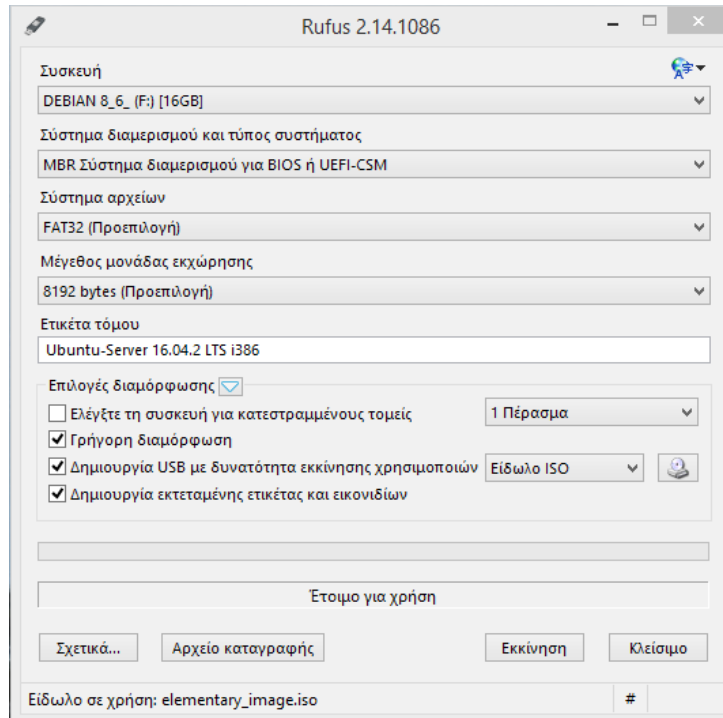 Rufus 2.14.1086
Συσκευή
DEBIAN 8_6_ (F:) [16GB]
Σύστημα διαμερισμού και τύπος συστήματος
MBR Σύστημα διαμερισμού για BIOS ή UEFI-CSM
Σύστημα αρχείων
FAT32 (Προεπιλογή)
Μέγεθος μονάδας εκχώρησης
8192 bytes (Προεπιλογή)
Ετικέτα τόμου
Ubuntu-Server 16.04.2 LTS i386
Επιλογές διαμόρφωσης
Ελέγξτε τη συσκευή για κατεστραμμένους τομείς 1 Πέρασμα
Γρήγορη διαμόρφωση
Δημιουργία USB με δυνατότητα εκκίνησης χρησιμοποιών Είδωλο ISO
Δημιουργία εκτεταμένης ετικέτας και εικονιδίων
Έτοιμο για χρήση
Σχετικά... Αρχείο καταγραφής Εκκίνηση Κλείσιμο
Είδωλο σε χρήση: elementary_image.iso #